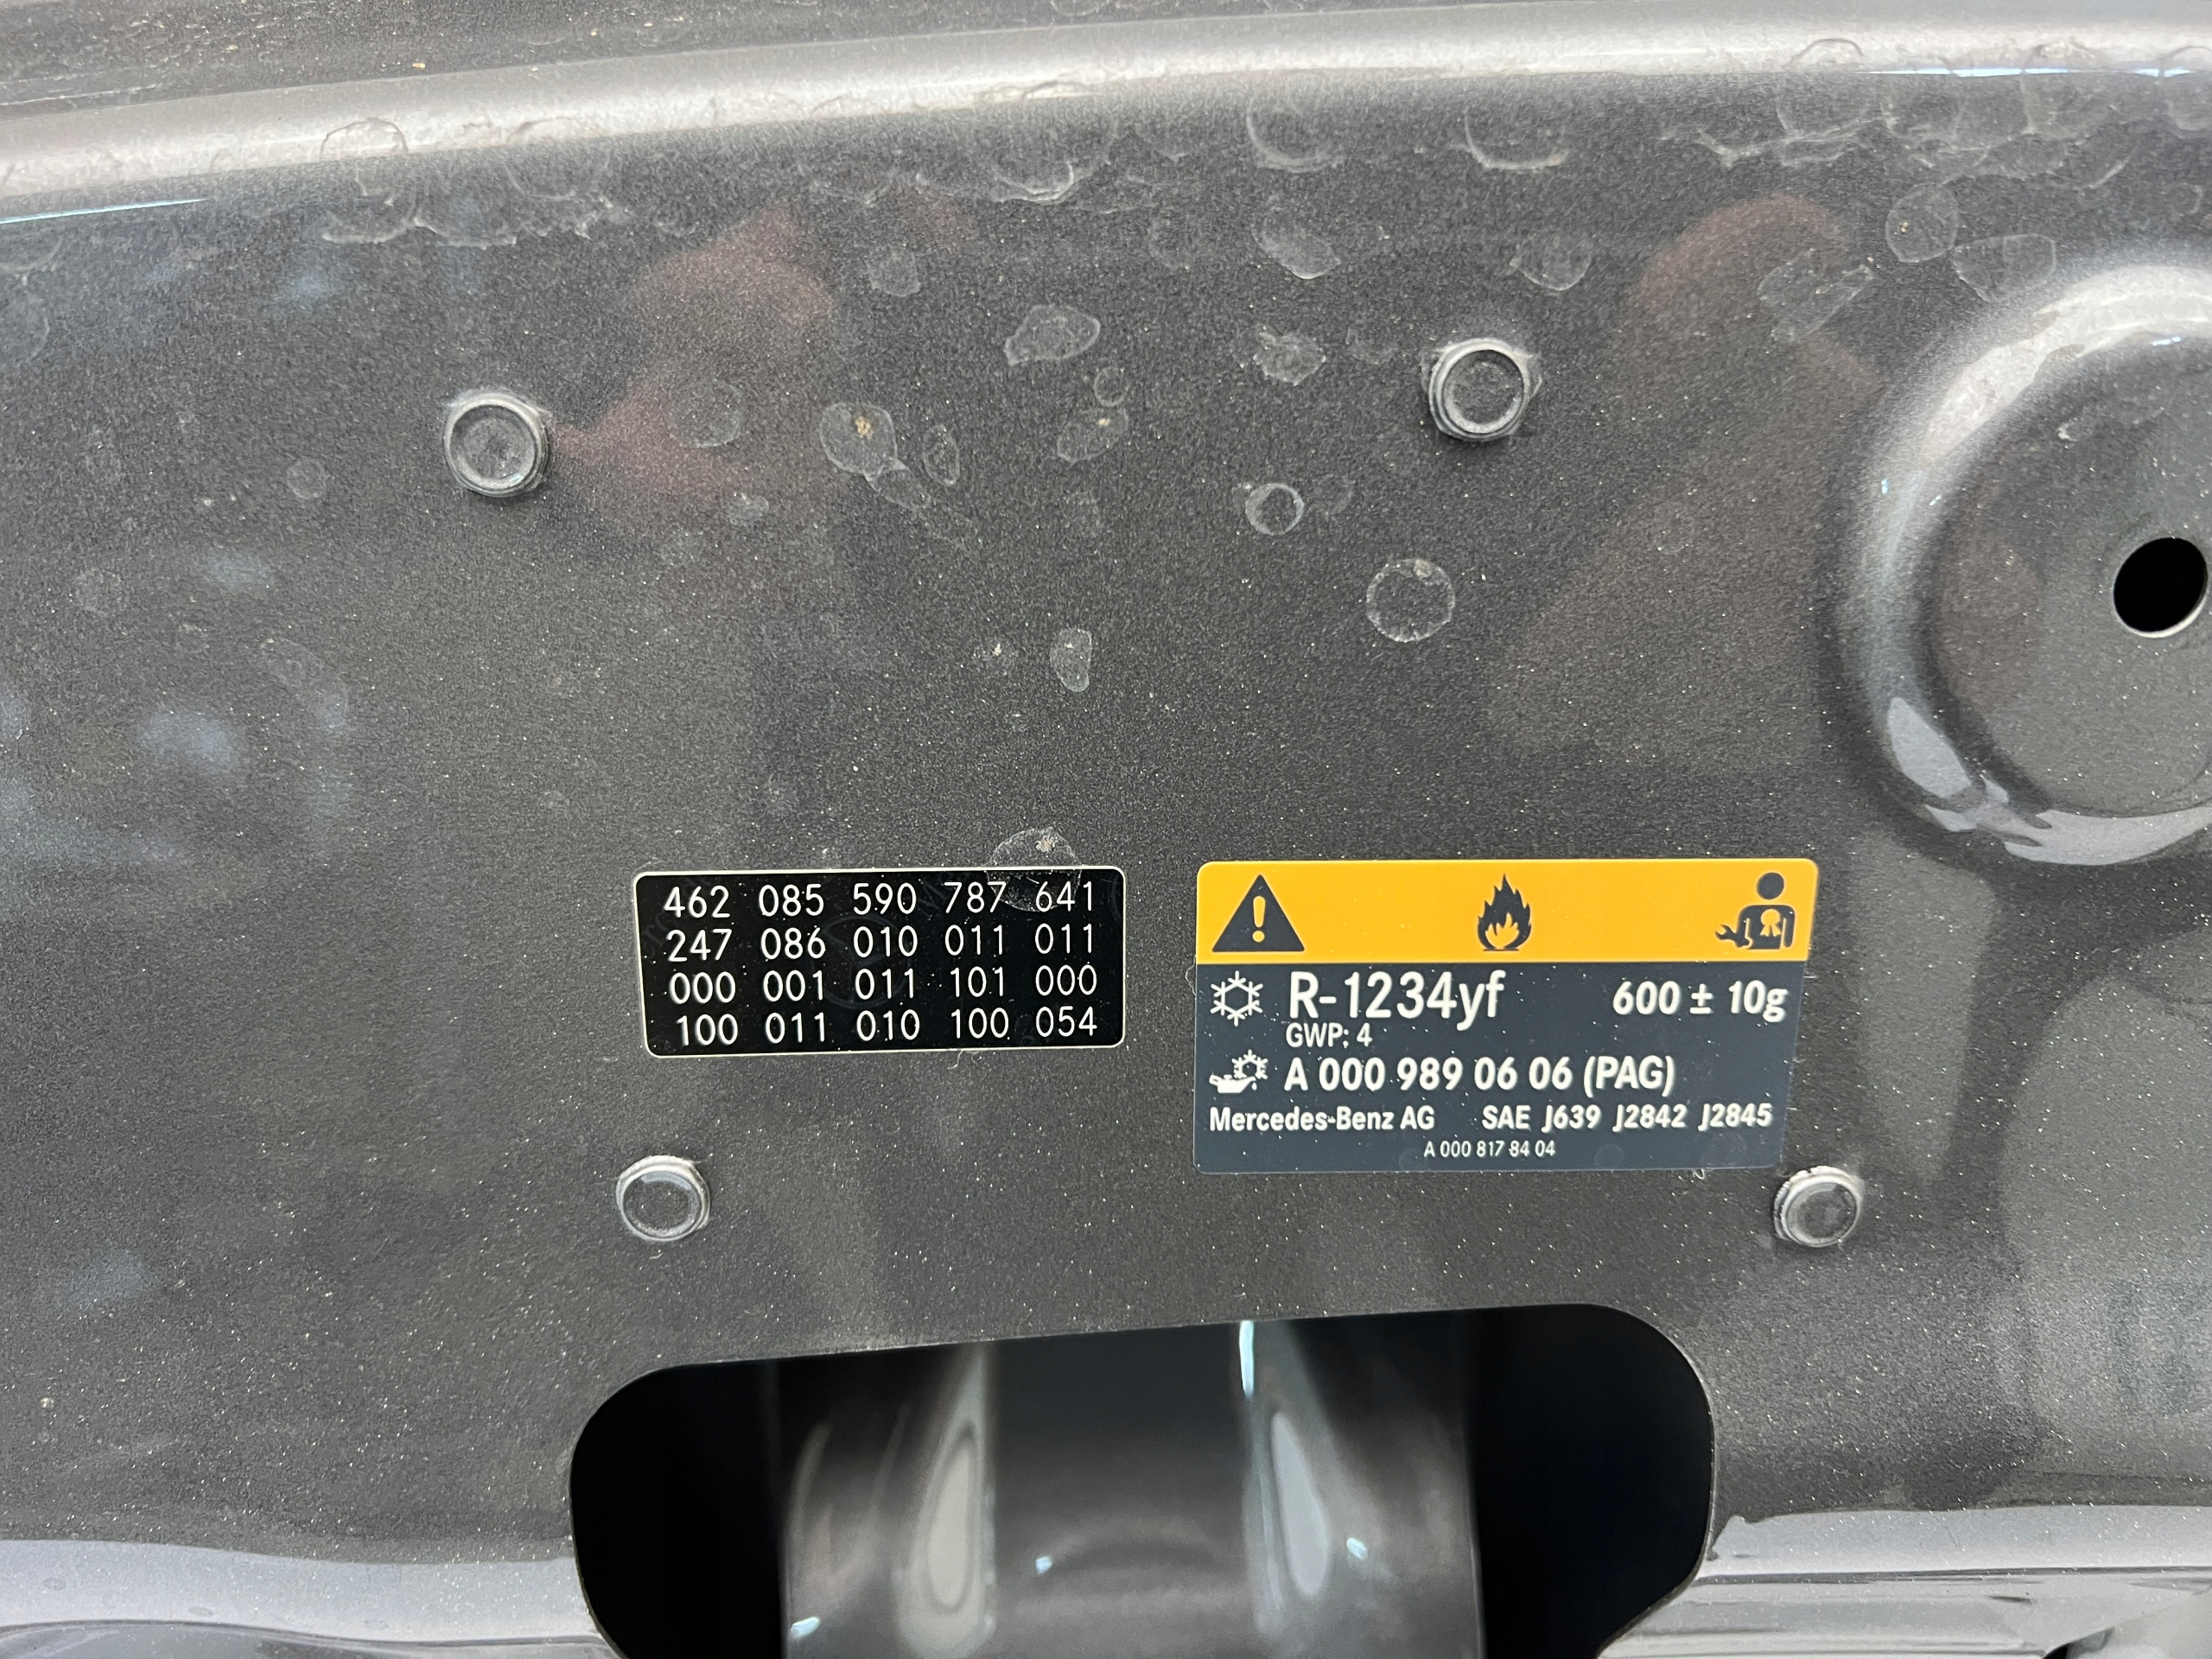 462 085 590 787 641
247 086 010 011 011
000 001 011 101 000
100 011 010 100 054
R-1234yf 600 ± 10g
GWP: 4
A 000 989 06 06 (PAG)
Mercedes-Benz AG SAE J639 J2842 J2845
A 000 817 84 04